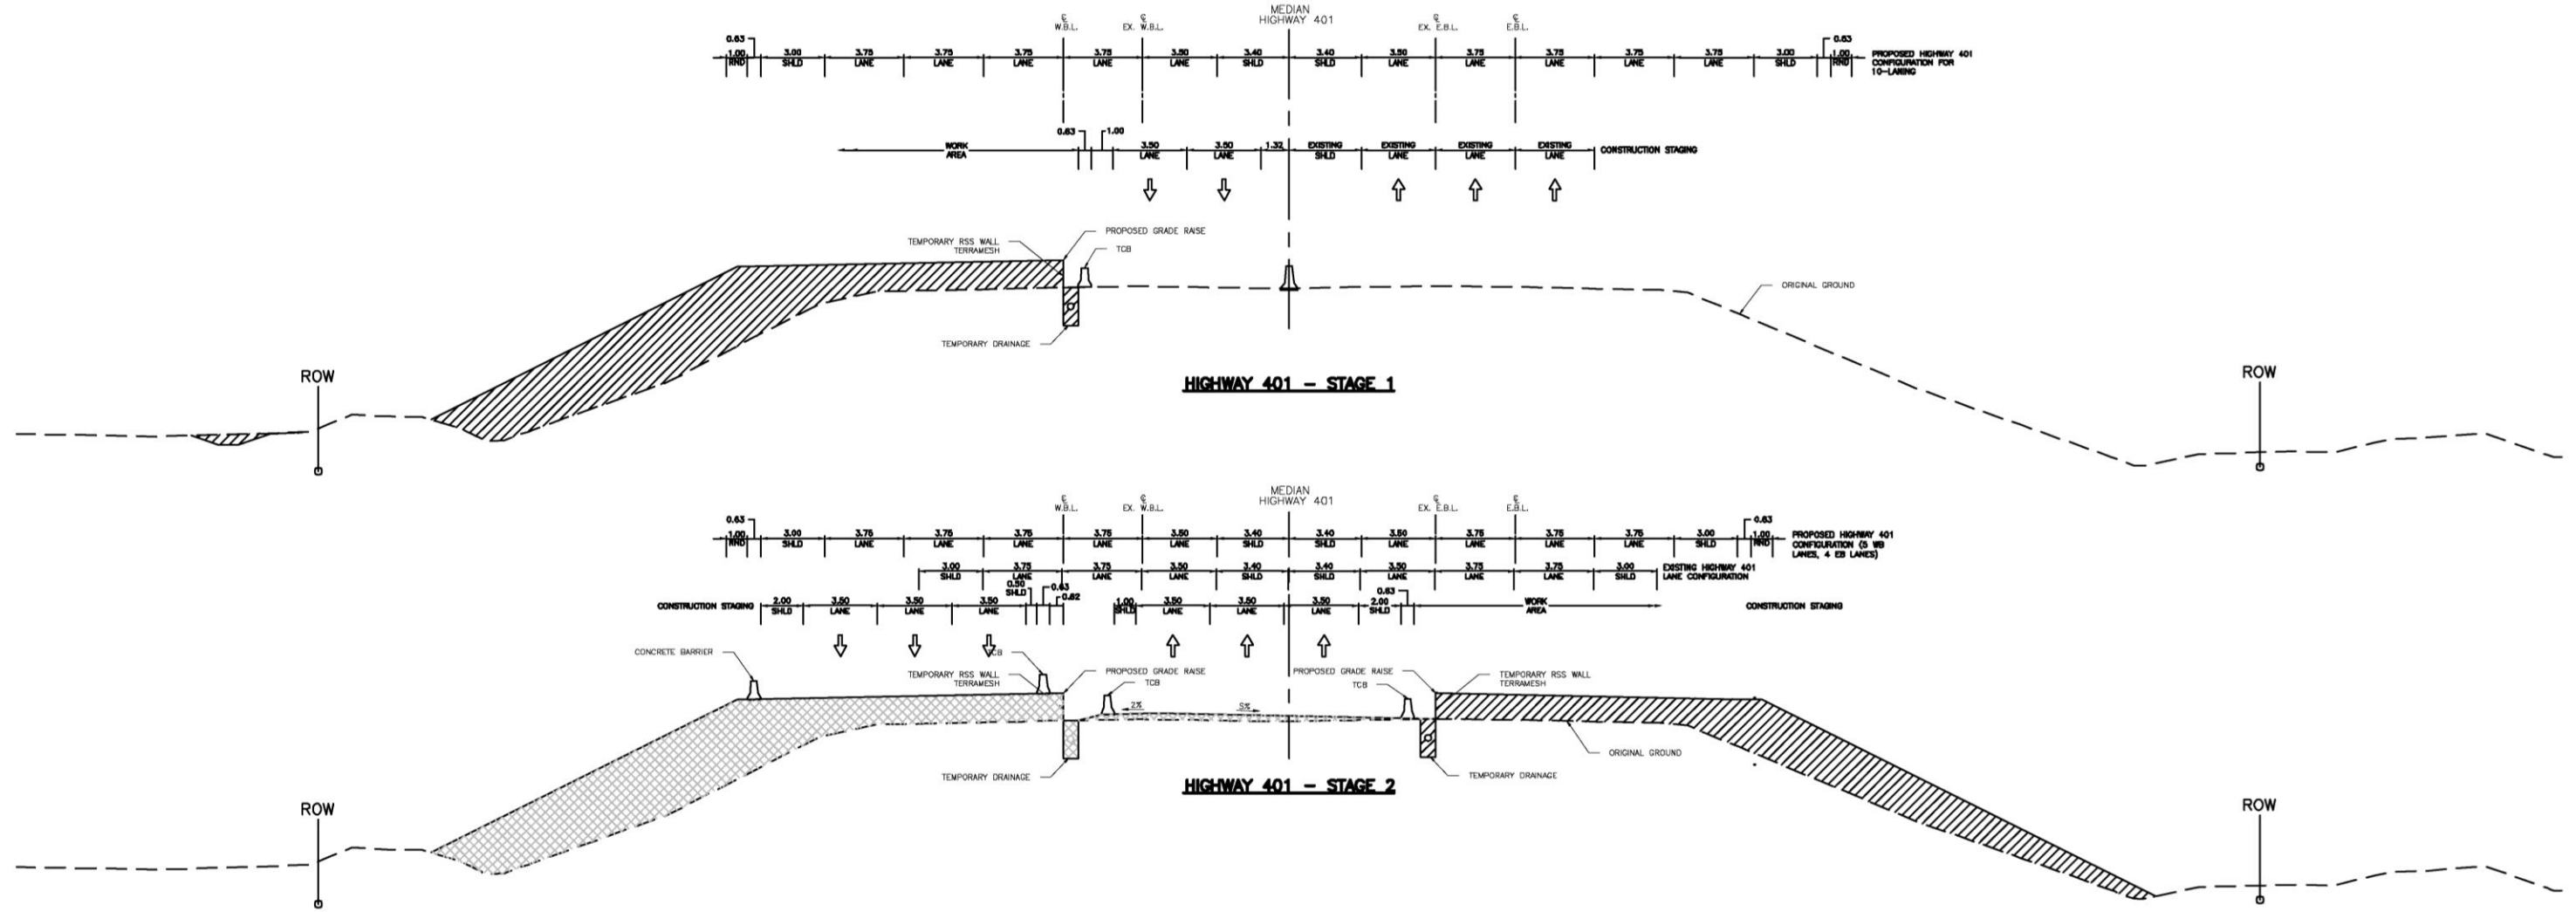 MEDIAN
HIGHWAY 401
℄
W.B.L.
℄
EX. W.B.L.
℄
EX. E.B.L.
℄
E.B.L.
0.63
1.00
RND
3.00
SHLD
3.75
LANE
3.75
LANE
3.75
LANE
3.75
LANE
3.50
LANE
3.40
SHLD
3.40
SHLD
3.50
LANE
3.75
LANE
3.75
LANE
3.75
LANE
3.75
LANE
3.00
SHLD
0.63
1.00
RND
PROPOSED HIGHWAY 401
CONFIGURATION FOR
10-LANING
WORK
AREA
0.63
1.00
3.50
LANE
3.50
LANE
1.32
EXISTING
SHLD
EXISTING
LANE
EXISTING
LANE
EXISTING
LANE
CONSTRUCTION STAGING
TEMPORARY RSS WALL
TERRAMESH
PROPOSED GRADE RAISE
TCB
ORIGINAL GROUND
TEMPORARY DRAINAGE
ROW
ROW
HIGHWAY 401 - STAGE 1
MEDIAN
HIGHWAY 401
℄
W.B.L.
℄
EX. W.B.L.
℄
EX. E.B.L.
℄
E.B.L.
0.63
1.00
RND
3.00
SHLD
3.75
LANE
3.75
LANE
3.75
LANE
3.75
LANE
3.50
LANE
3.40
SHLD
3.40
SHLD
3.50
LANE
3.75
LANE
3.75
LANE
3.75
LANE
3.00
SHLD
0.63
1.00
RND
PROPOSED HIGHWAY 401
CONFIGURATION (5 WB
LANES, 4 EB LANES)
3.00
SHLD
3.75
LANE
3.75
LANE
3.50
LANE
3.40
SHLD
3.40
SHLD
3.50
LANE
3.75
LANE
3.75
LANE
3.00
SHLD
EXISTING HIGHWAY 401
LANE CONFIGURATION
CONSTRUCTION STAGING
2.00
SHLD
3.50
LANE
3.50
LANE
3.50
LANE
0.50
SHLD
0.63
0.62
1.00
SHLD
3.50
LANE
3.50
LANE
3.50
LANE
2.00
SHLD
0.63
WORK
AREA
CONSTRUCTION STAGING
CONCRETE BARRIER
TCB
TEMPORARY RSS WALL
TERRAMESH
PROPOSED GRADE RAISE
TCB
2%
PROPOSED GRADE RAISE
TCB
TEMPORARY RSS WALL
TERRAMESH
ORIGINAL GROUND
TEMPORARY DRAINAGE
TEMPORARY DRAINAGE
HIGHWAY 401 - STAGE 2
ROW
ROW